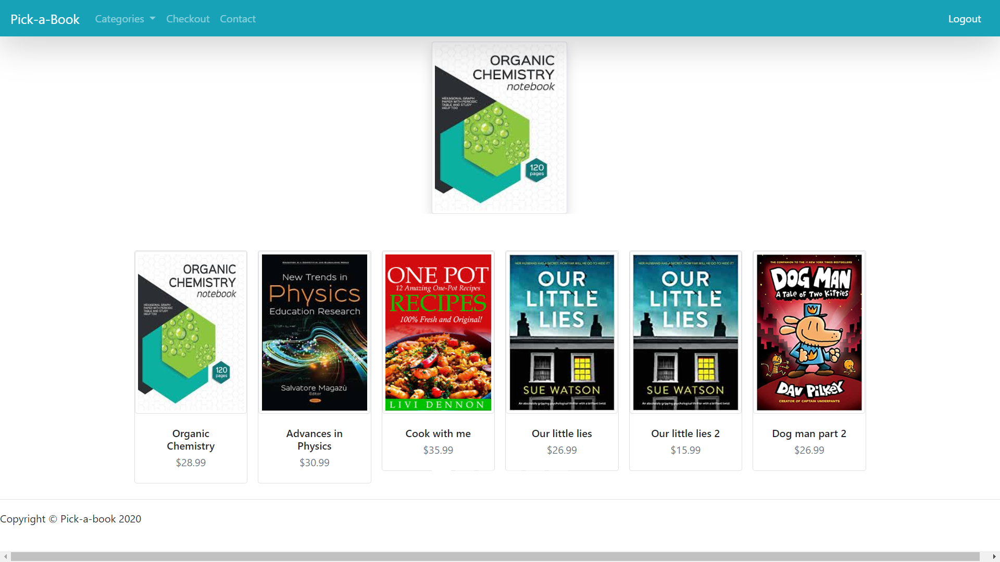 Pick-a-Book
Categories
Checkout
Contact
Logout
ORGANIC
CHEMISTRY
notebook
HEXAGONAL GRAPH
PAPER WITH PERIODIC
TABLE AND STUDY
HELP TOO
120
pages
ORGANIC
CHEMISTRY
notebook
HEXAGONAL GRAPH
PAPER WITH PERIODIC
TABLE AND STUDY
HELP TOO
120
pages
Organic
Chemistry
$28.99
EDUCATION IN A COMPETITIVE AND GLOBALIZING WORLD
New Trends in
Physics
Education Research
Salvatore Magazù
Editor
Advances in
Physics
$30.99
ONE POT
12 Amazing One-Pot Recipes
RECIPES
100% Fresh and Original!
LIVI DENNON
Cook with me
$35.99
HER HUSBAND HAS A SECRET. HOW FAR WILL HE GO TO HIDE IT?
OUR
LITTLE
LIES
SUE WATSON
An absolutely gripping psychological thriller with a brilliant twist
Our little lies
$26.99
HER HUSBAND HAS A SECRET. HOW FAR WILL HE GO TO HIDE IT?
OUR
LITTLE
LIES
SUE WATSON
An absolutely gripping psychological thriller with a brilliant twist
Our little lies 2
$15.99
THE COMPANION TO THE #1 NEW YORK TIMES BESTSELLERS
DOG MAN
A TALE OF TWO KITTIES
DAV PILKEY
CREATOR OF CAPTAIN UNDERPANTS
Dog man part 2
$26.99
Copyright © Pick-a-book 2020